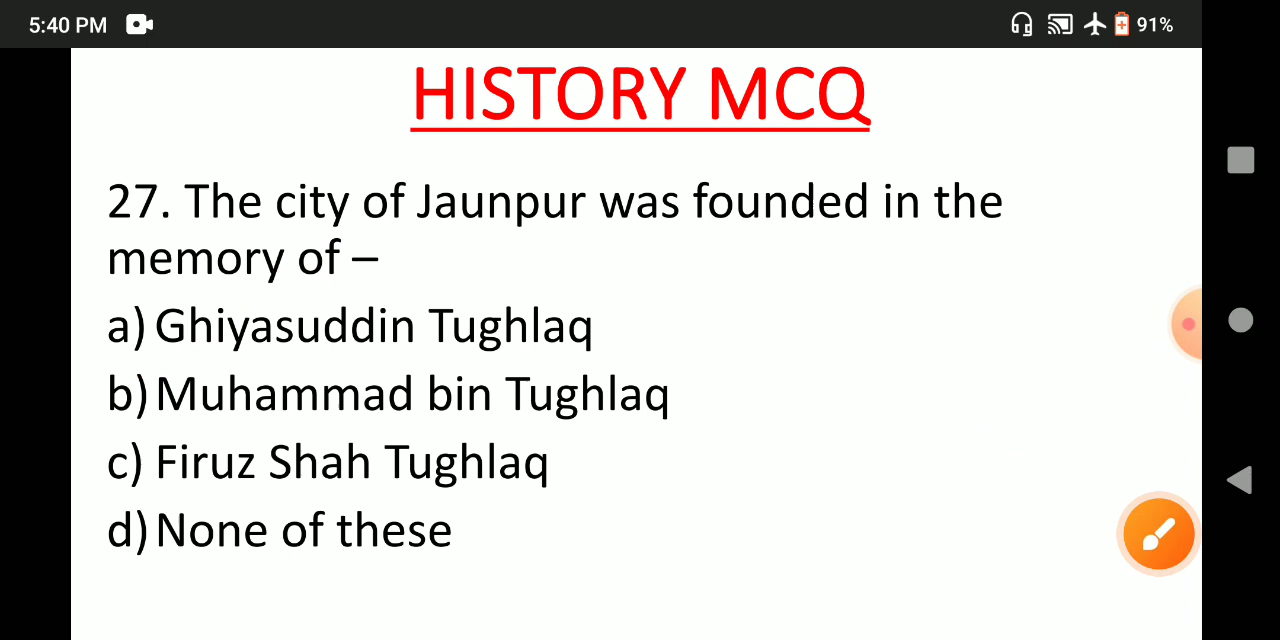 5:40 PM
91%
HISTORY MCQ
27. The city of Jaunpur was founded in the
memory of –
a) Ghiyasuddin Tughlaq
b) Muhammad bin Tughlaq
c) Firuz Shah Tughlaq
d) None of these